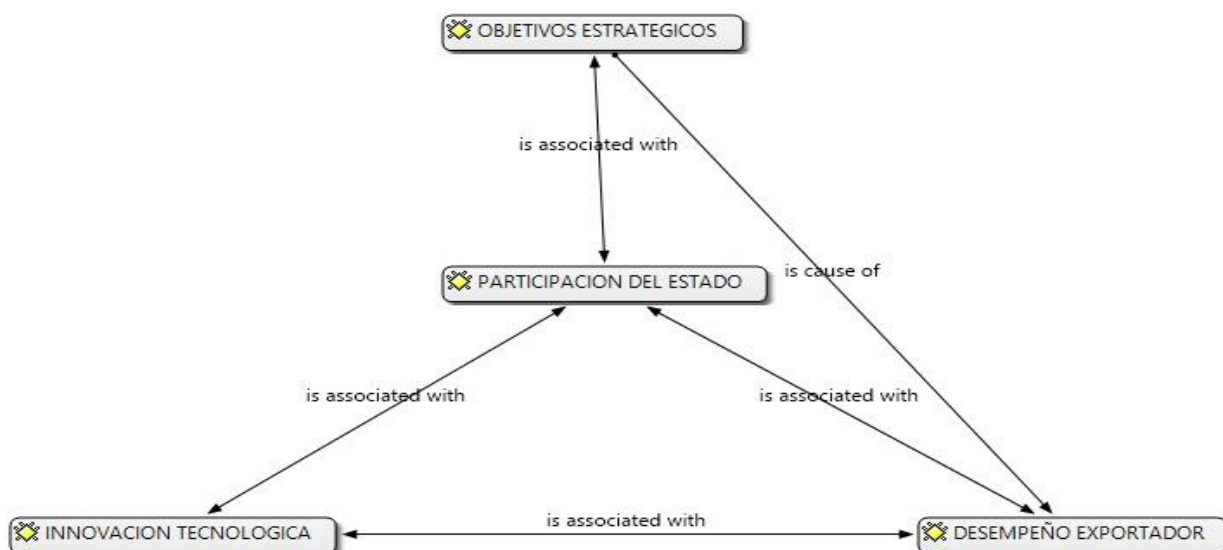 OBJETIVOS ESTRATEGICOS
is associated with
is cause of
PARTICIPACION DEL ESTADO
is associated with
is associated with
is associated with
INNOVACION TECNOLOGICA
DESEMPEÑO EXPORTADOR